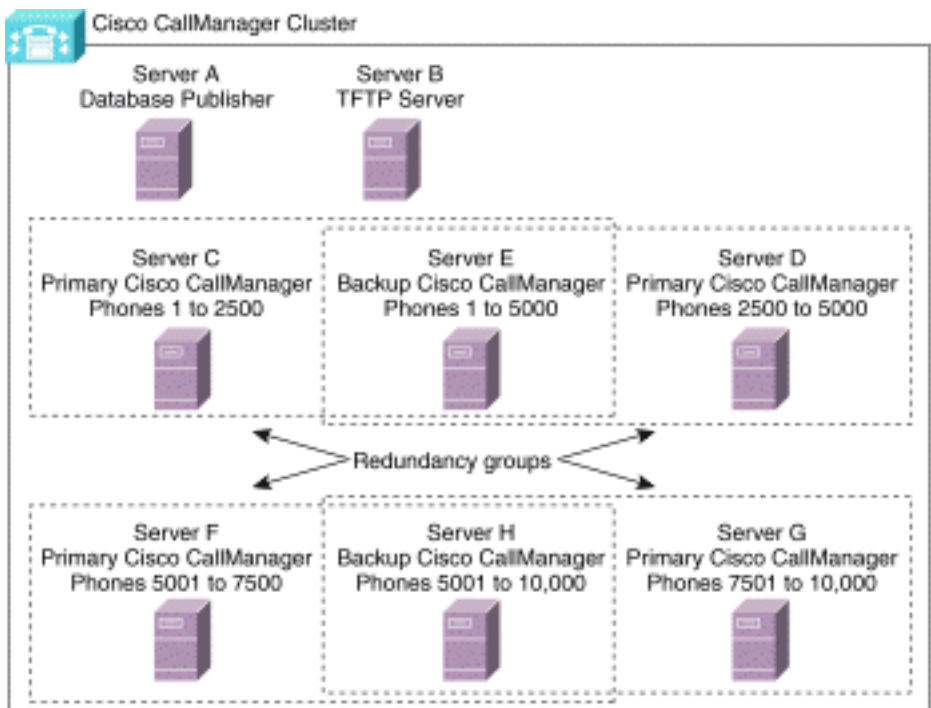 Cisco CallManager Cluster
Server A
Database Publisher
Server B
TFTP Server
Server C
Primary Cisco CallManager
Phones 1 to 2500
Server E
Backup Cisco CallManager
Phones 1 to 5000
Server D
Primary Cisco CallManager
Phones 2500 to 5000
Redundancy groups
Server F
Primary Cisco CallManager
Phones 5001 to 7500
Server H
Backup Cisco CallManager
Phones 5001 to 10,000
Server G
Primary Cisco CallManager
Phones 7501 to 10,000